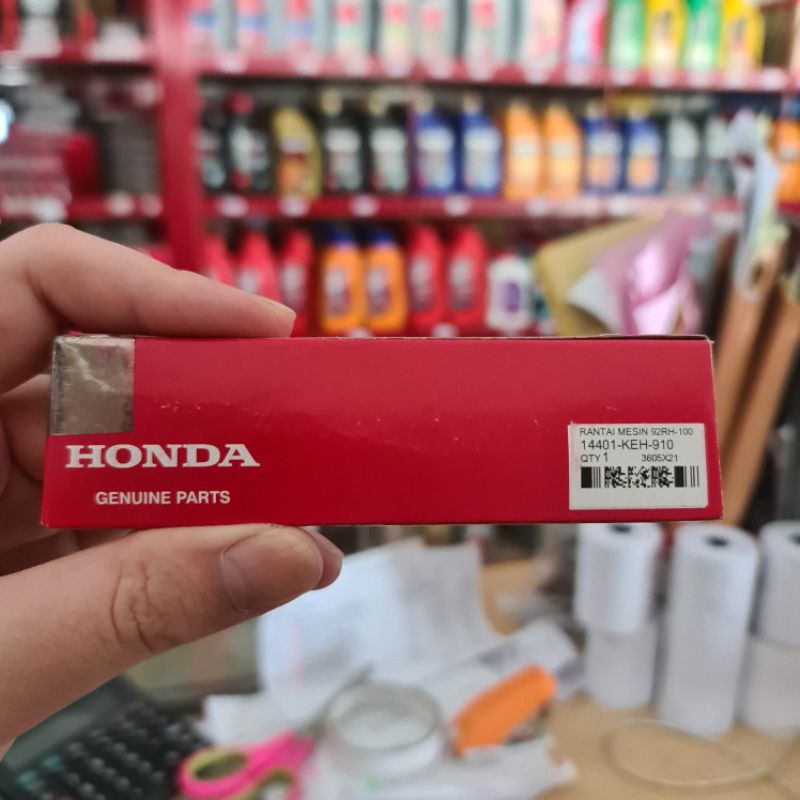 HONDA
GENUINE PARTS
RANTAI MESIN 92RH-100
14401-KEH-910
QTY 1 3605X21